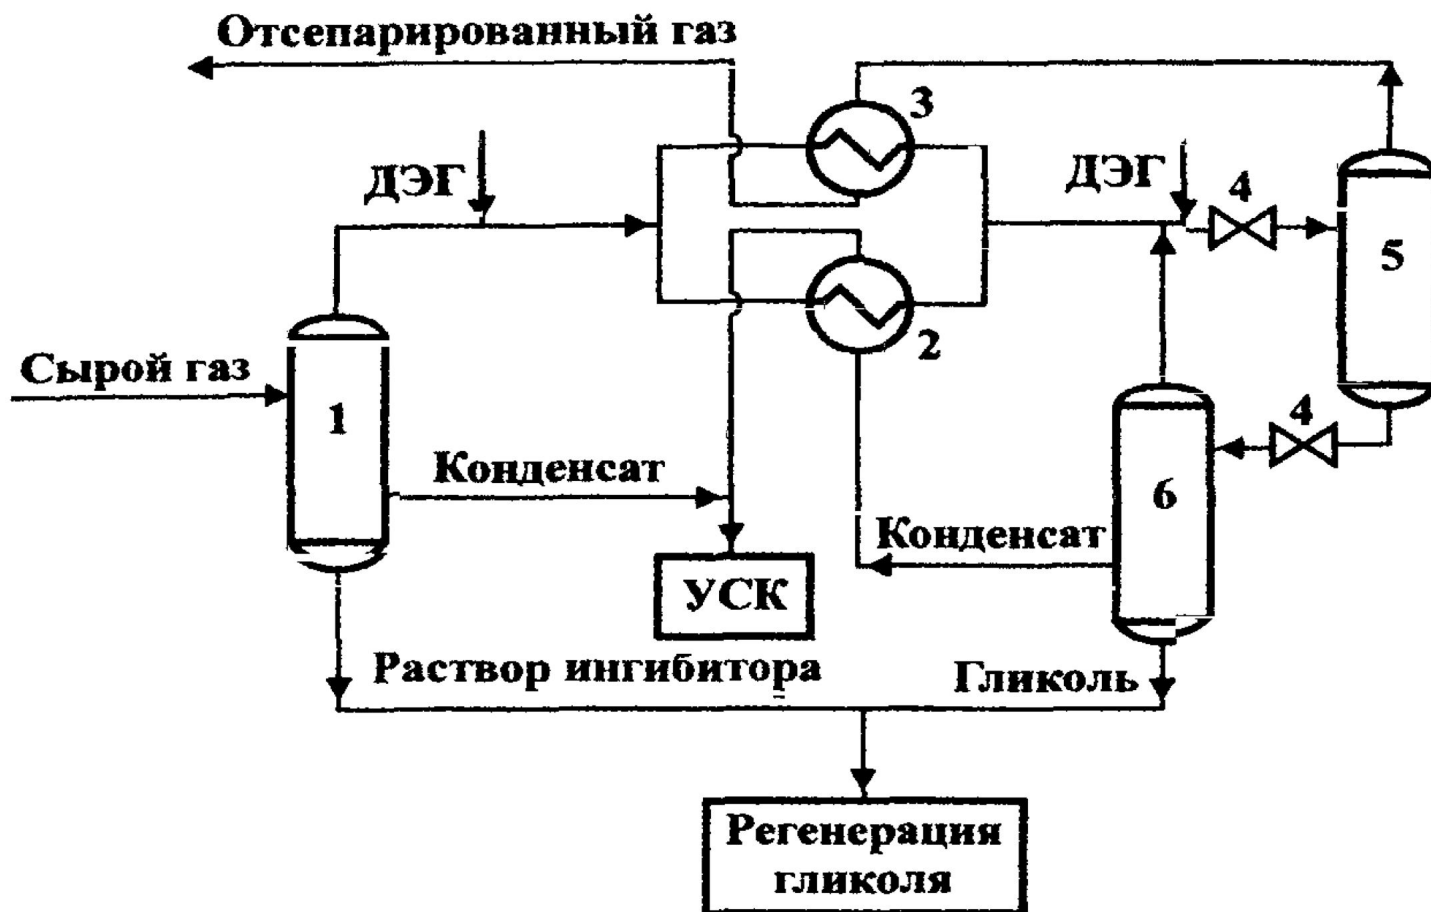 Отсепарированный газ
3
ДЭГ
ДЭГ
4
5
Сырой газ
2
1
4
Конденсат
6
Конденсат
УСК
Раствор ингибитора
Гликоль
Регенерация
гликоля